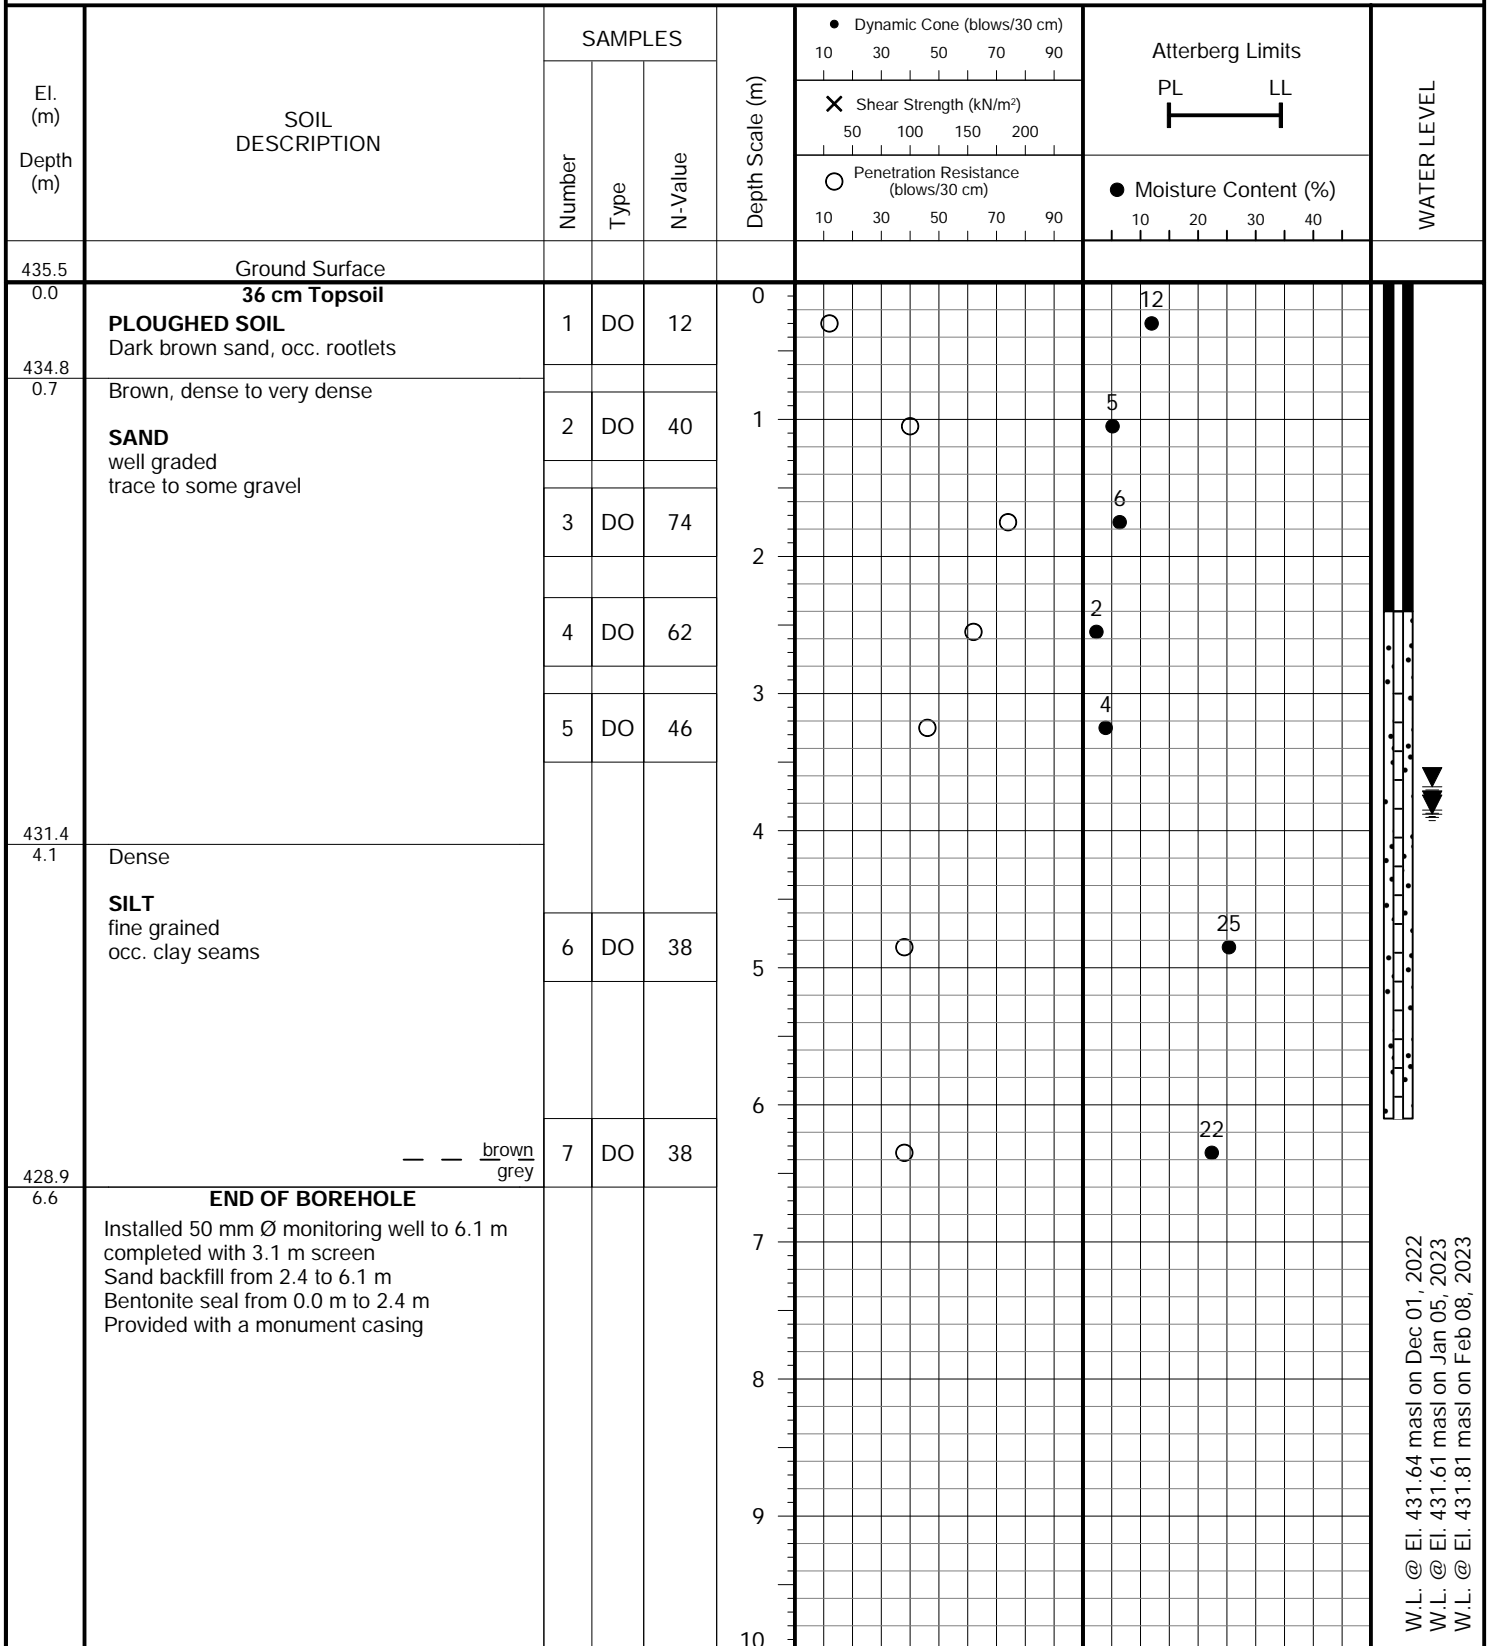 El.
(m)
Depth
(m)
SOIL
DESCRIPTION
SAMPLES
Number
Type
N-Value
Depth Scale (m)
Dynamic Cone (blows/30 cm)
10 30 50 70 90
Shear Strength (kN/m²)
50 100 150 200
Penetration Resistance
(blows/30 cm)
10 30 50 70 90
Atterberg Limits
PL LL
Moisture Content (%)
10 20 30 40
WATER LEVEL
435.5 Ground Surface
0.0 36 cm Topsoil 0
PLOUGHED SOIL 1 DO 12 12
Dark brown sand, occ. rootlets
434.8
0.7 Brown, dense to very dense
1 5
SAND 2 DO 40
well graded
trace to some gravel
6
3 DO 74
2
2
4 DO 62
3
4
5 DO 46
431.4 4
4.1 Dense
SILT
fine grained 25
occ. clay seams 6 DO 38
5
6
22
brown 7 DO 38
grey
428.9
6.6 END OF BOREHOLE
Installed 50 mm Ø monitoring well to 6.1 m
7
completed with 3.1 m screen
Sand backfill from 2.4 to 6.1 m
Bentonite seal from 0.0 m to 2.4 m
Provided with a monument casing
8
9
10
W.L. @ El. 431.64 masl on Dec 01, 2022
W.L. @ El. 431.61 masl on Jan 05, 2023
W.L. @ El. 431.81 masl on Feb 08, 2023